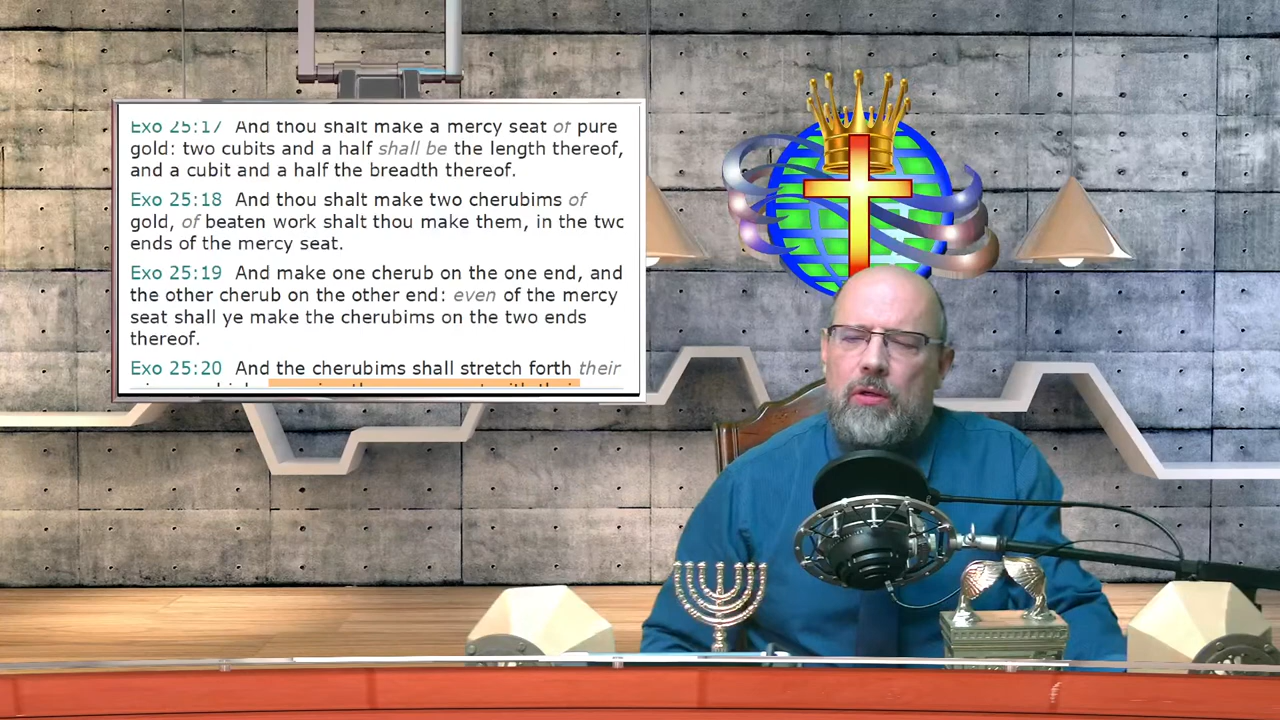 Exo 25:17 And thou shalt make a mercy seat of pure
gold: two cubits and a half shall be the length thereof,
and a cubit and a half the breadth thereof.
Exo 25:18 And thou shalt make two cherubims of
gold, of beaten work shalt thou make them, in the two
ends of the mercy seat.
Exo 25:19 And make one cherub on the one end, and
the other cherub on the other end: even of the mercy
seat shall ye make the cherubims on the two ends
thereof.
Exo 25:20 And the cherubims shall stretch forth their